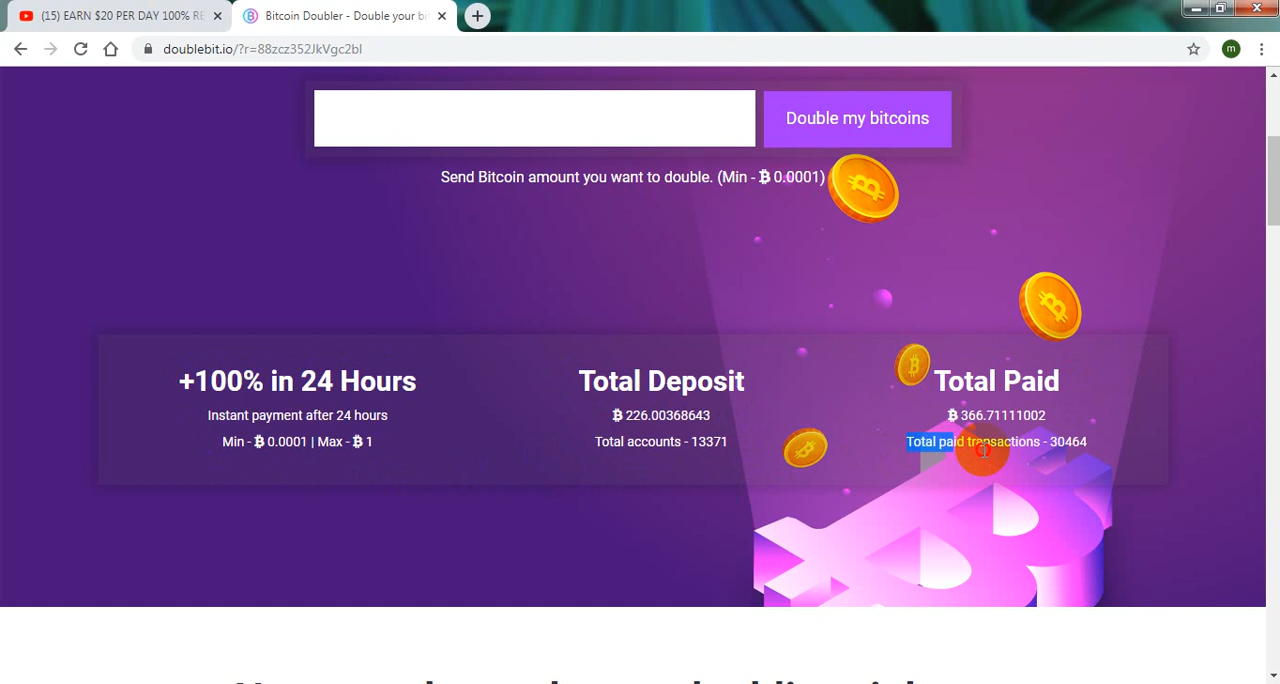 (15) EARN $20 PER DAY 100% RE
Bitcoin Doubler - Double your bit
doublebit.io/?r=88zcz352JkVgc2bl
m
Double my bitcoins
Send Bitcoin amount you want to double. (Min - ₿ 0.0001)
+100% in 24 Hours
Instant payment after 24 hours
Min - ₿ 0.0001 | Max - ₿ 1
Total Deposit
₿ 226.00368643
Total accounts - 13371
Total Paid
₿ 366.71111002
Total paid transactions - 30464